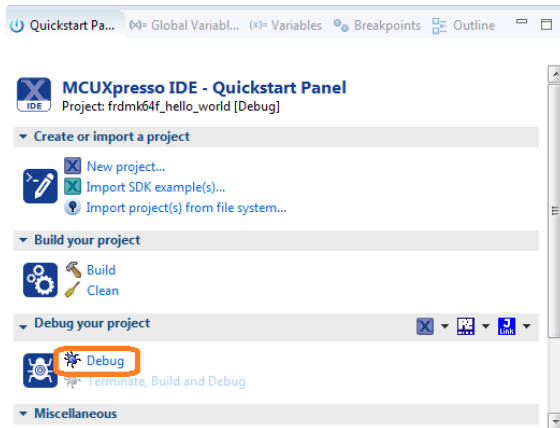 Quickstart Pa... (x)= Global Variabl... (x)= Variables Breakpoints Outline
MCUXpresso IDE - Quickstart Panel
IDE
Project: frdmk64f_hello_world [Debug]
Create or import a project
New project...
Import SDK example(s)...
Import project(s) from file system...
Build your project
Build
Clean
Debug your project
Link
Debug
Terminate, Build and Debug
Miscellaneous